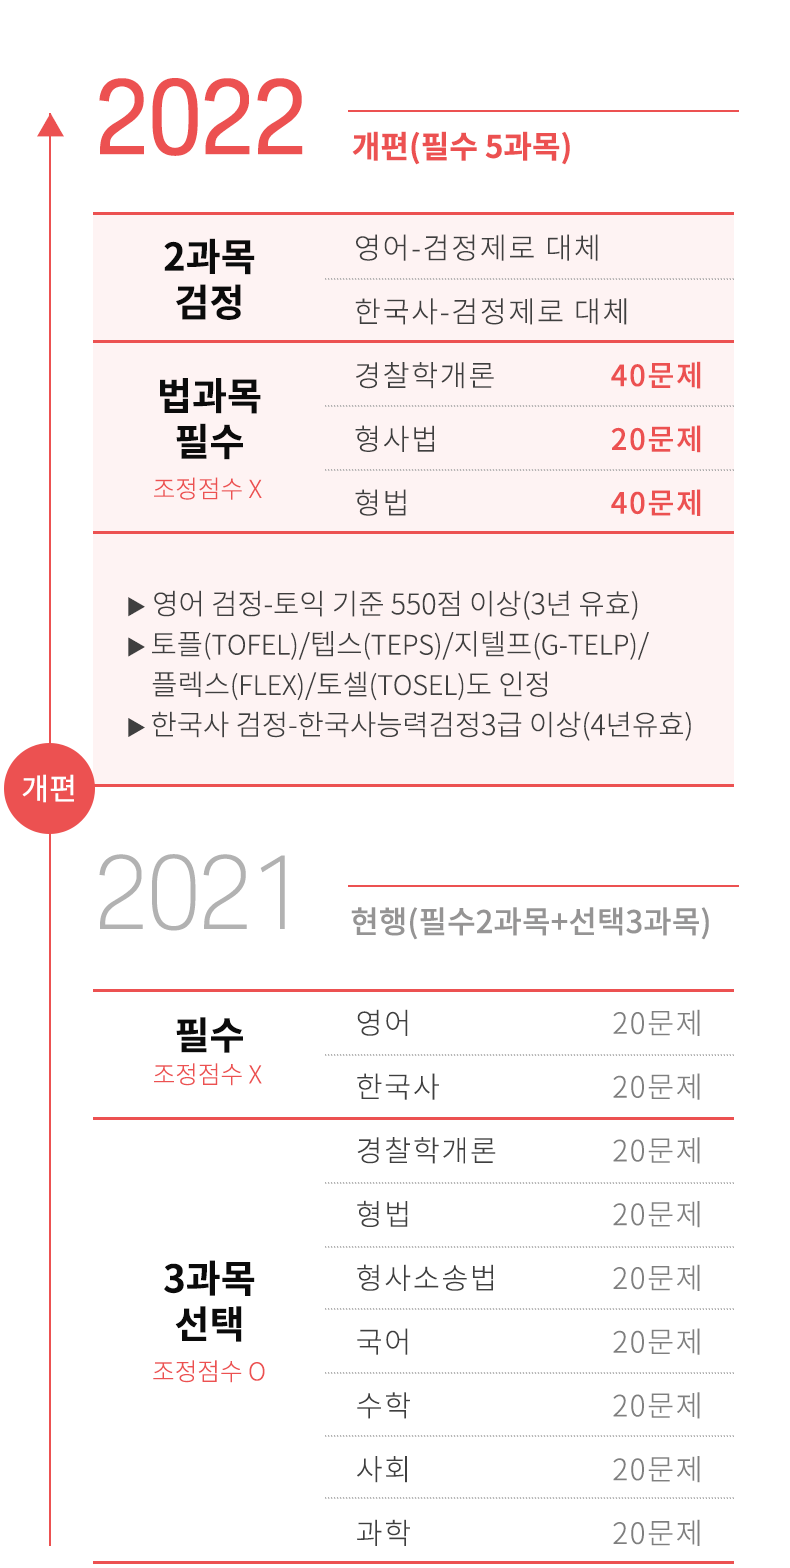 2022
개편(필수 5과목)
2과목
검정
영어-검정제로 대체
한국사-검정제로 대체
법과목
필수
조정점수 X
경찰학개론 40문제
형사법 20문제
형법 40문제
▶ 영어 검정-토익 기준 550점 이상(3년 유효)
▶ 토플(TOFEL)/텝스(TEPS)/지텔프(G-TELP)/
플렉스(FLEX)/토셀(TOSEL)도 인정
▶ 한국사 검정-한국사능력검정3급 이상(4년유효)
개편
2021
현행(필수2과목+선택3과목)
필수
조정점수 X
영어 20문제
한국사 20문제
3과목
선택
조정점수 O
경찰학개론 20문제
형법 20문제
형사소송법 20문제
국어 20문제
수학 20문제
사회 20문제
과학 20문제